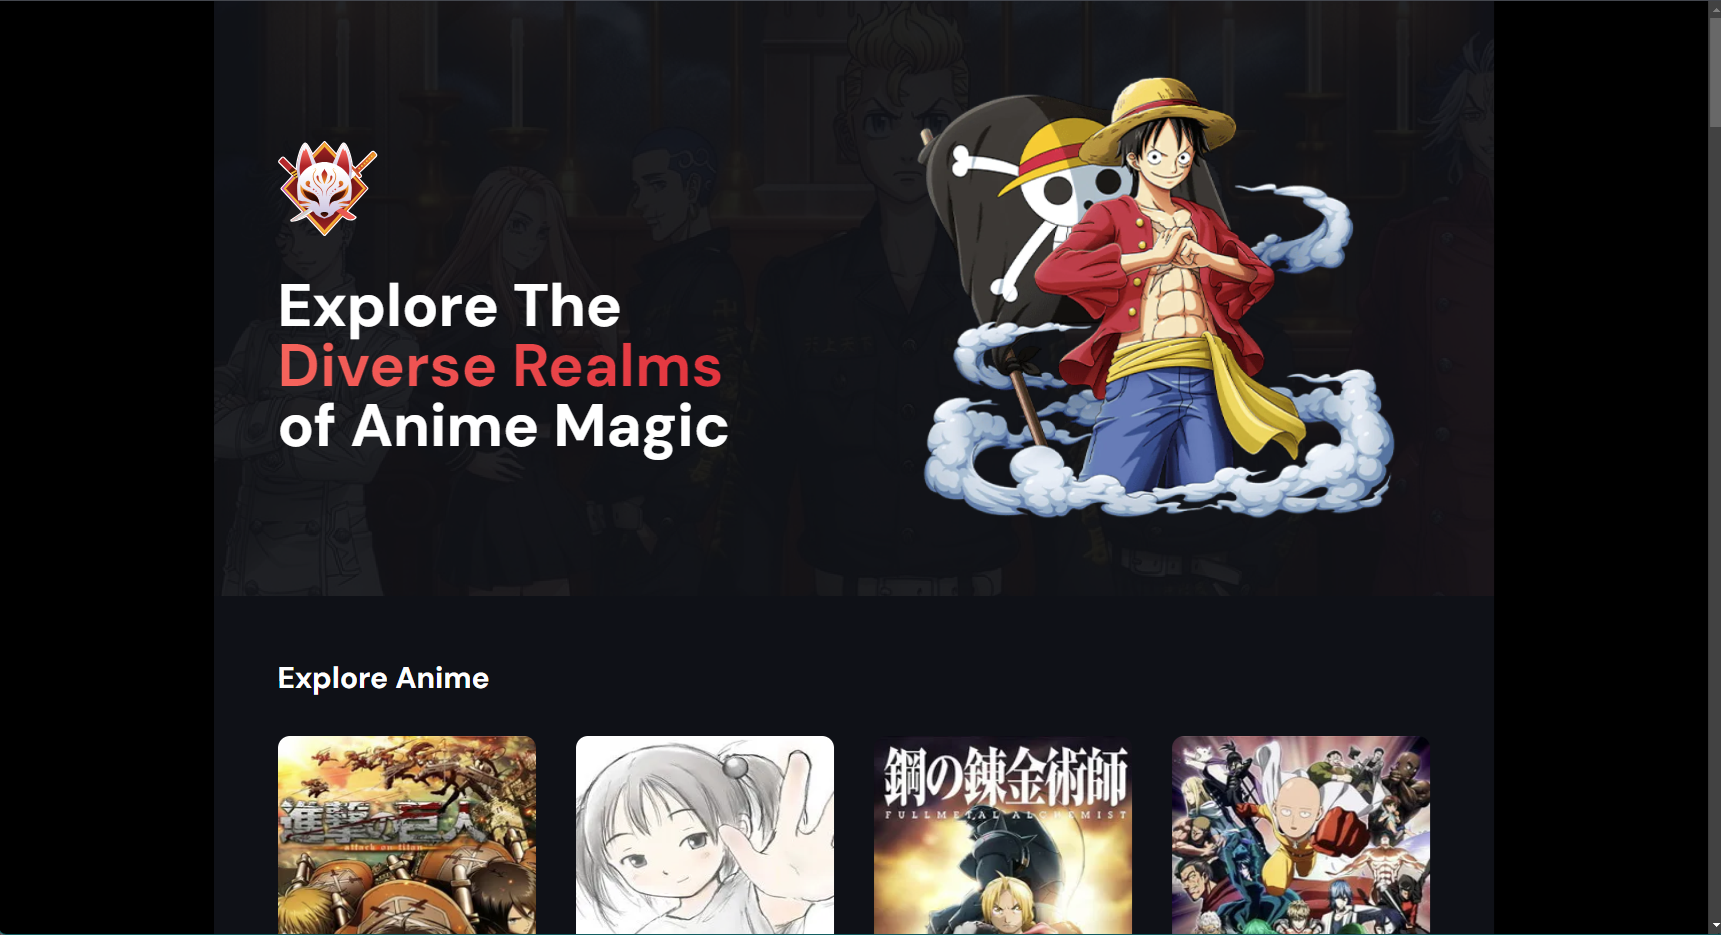 Explore The
Diverse Realms
of Anime Magic
Explore Anime
進撃の巨人
attack on titan
鋼の錬金術師
FULLMETAL ALCHEMIST